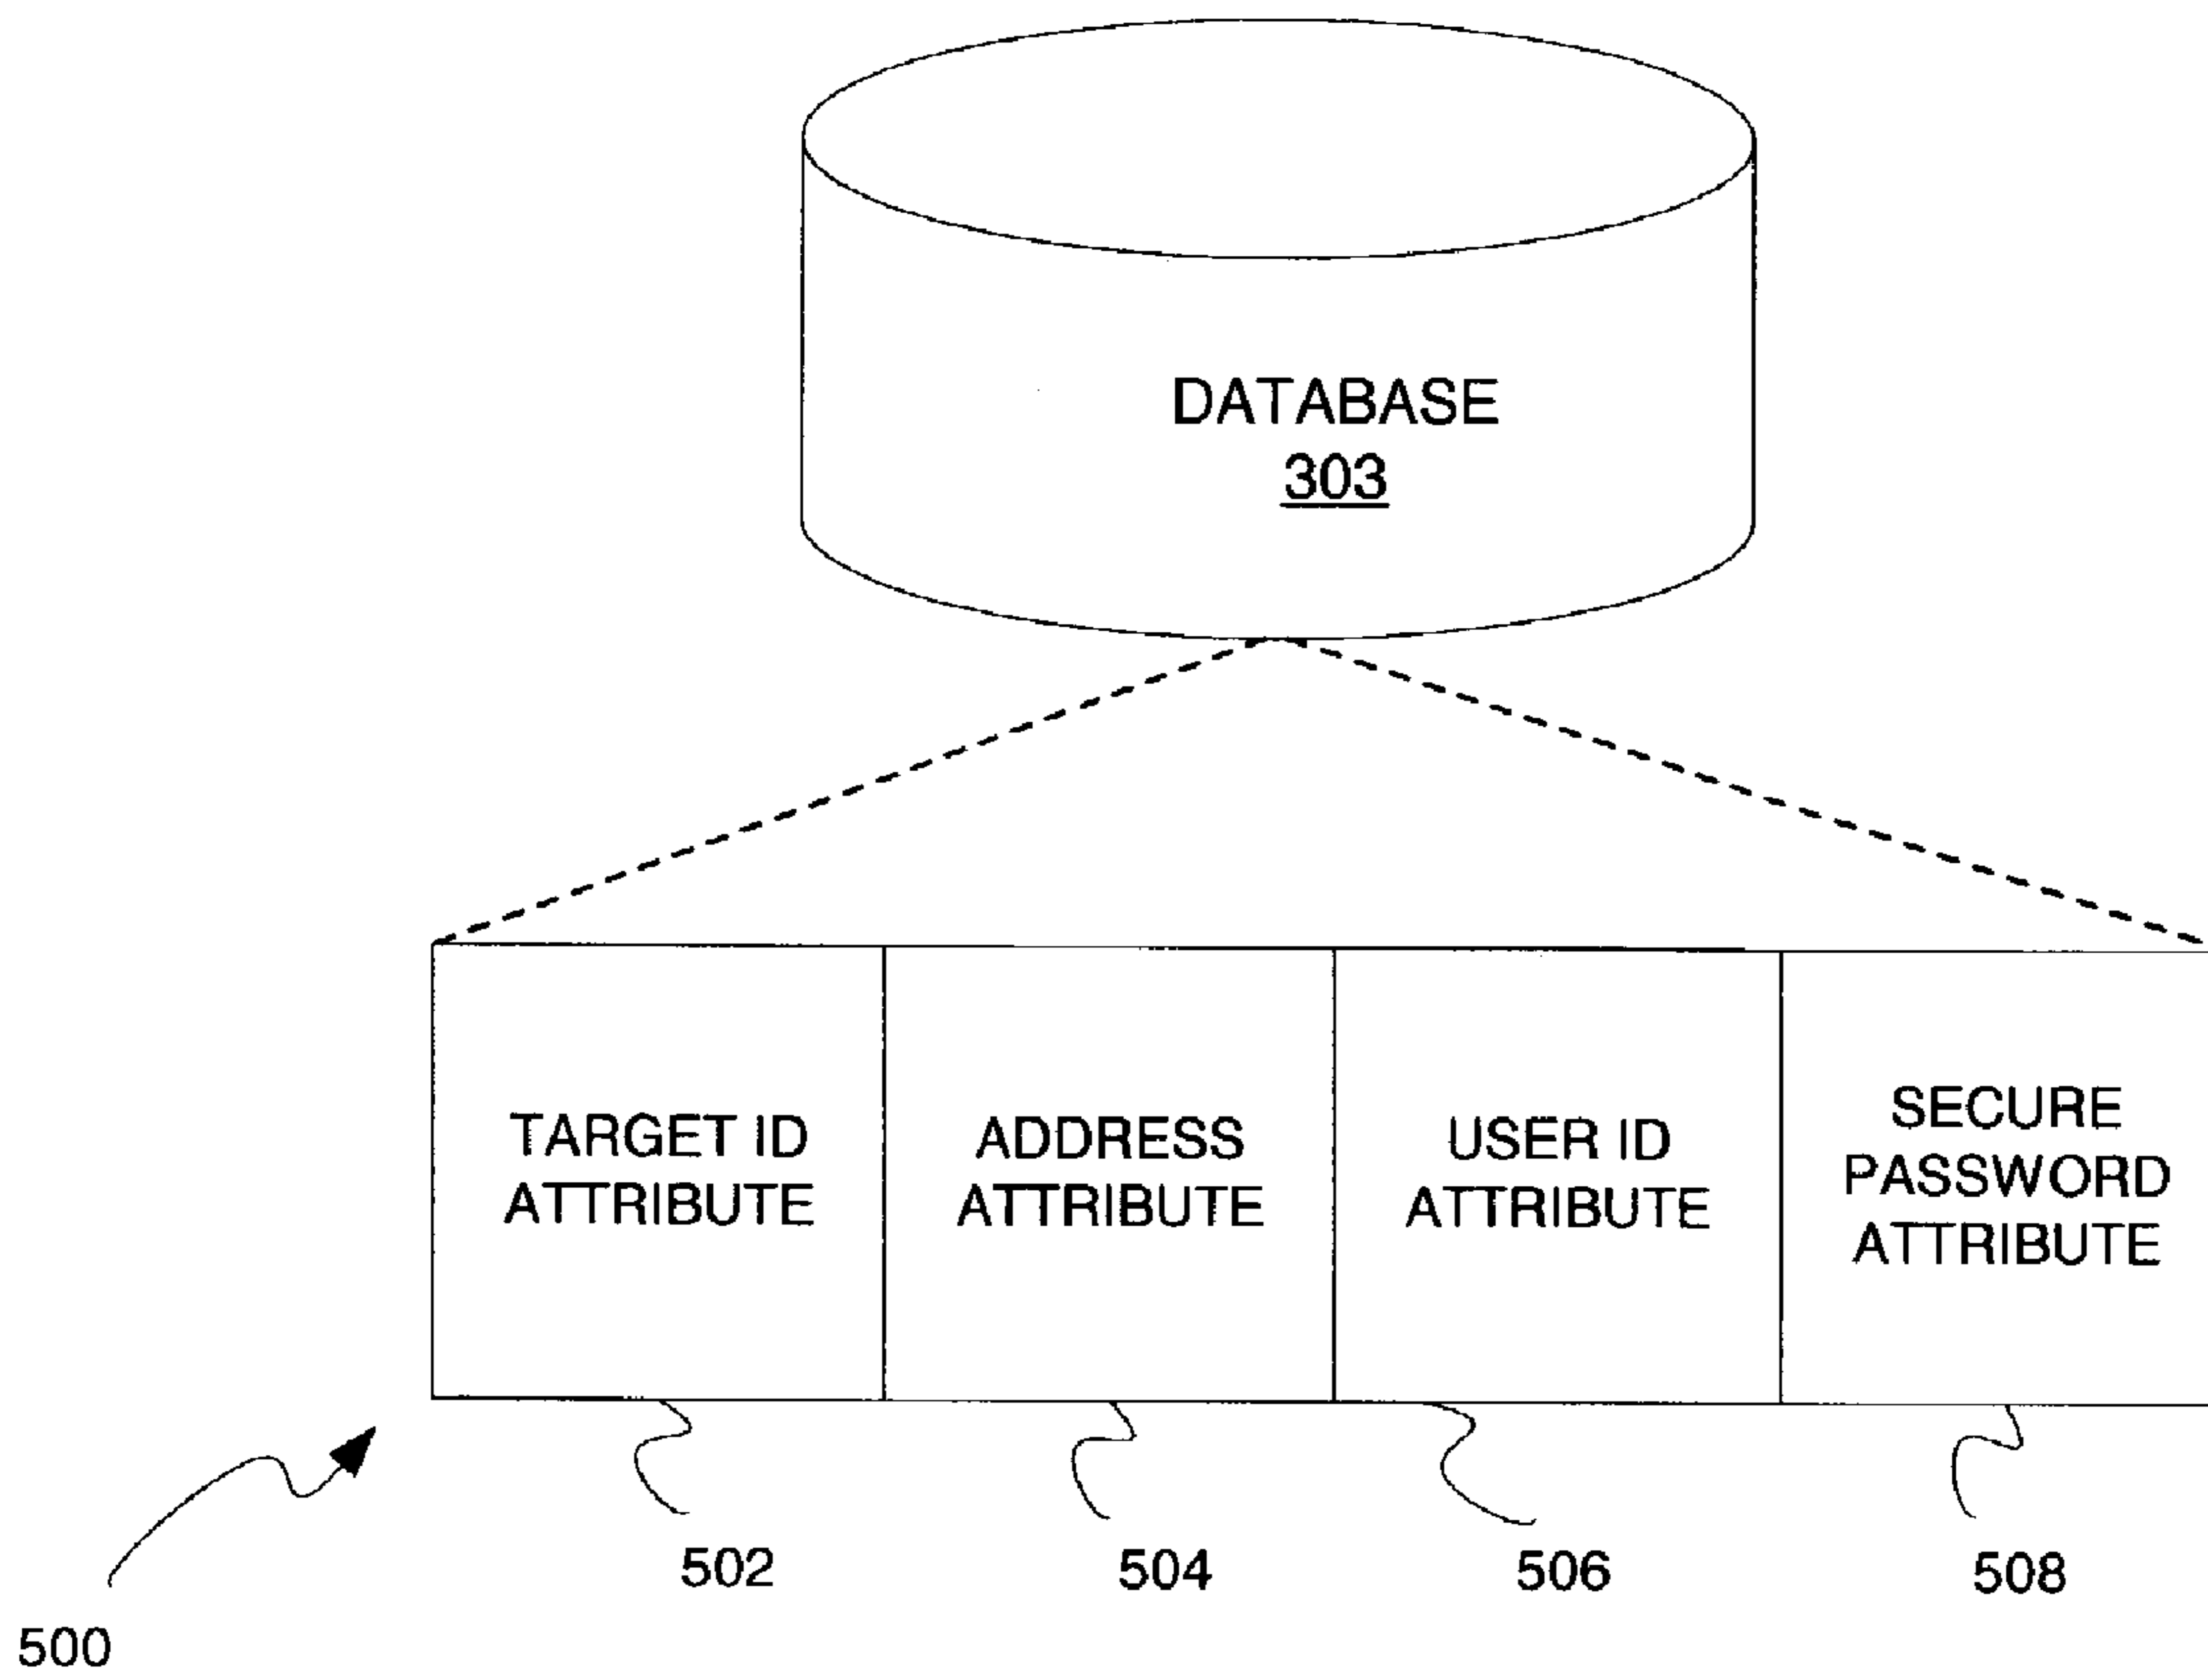 DATABASE
303
TARGET ID
ATTRIBUTE
ADDRESS
ATTRIBUTE
USER ID
ATTRIBUTE
SECURE
PASSWORD
ATTRIBUTE
502
504
506
508
500